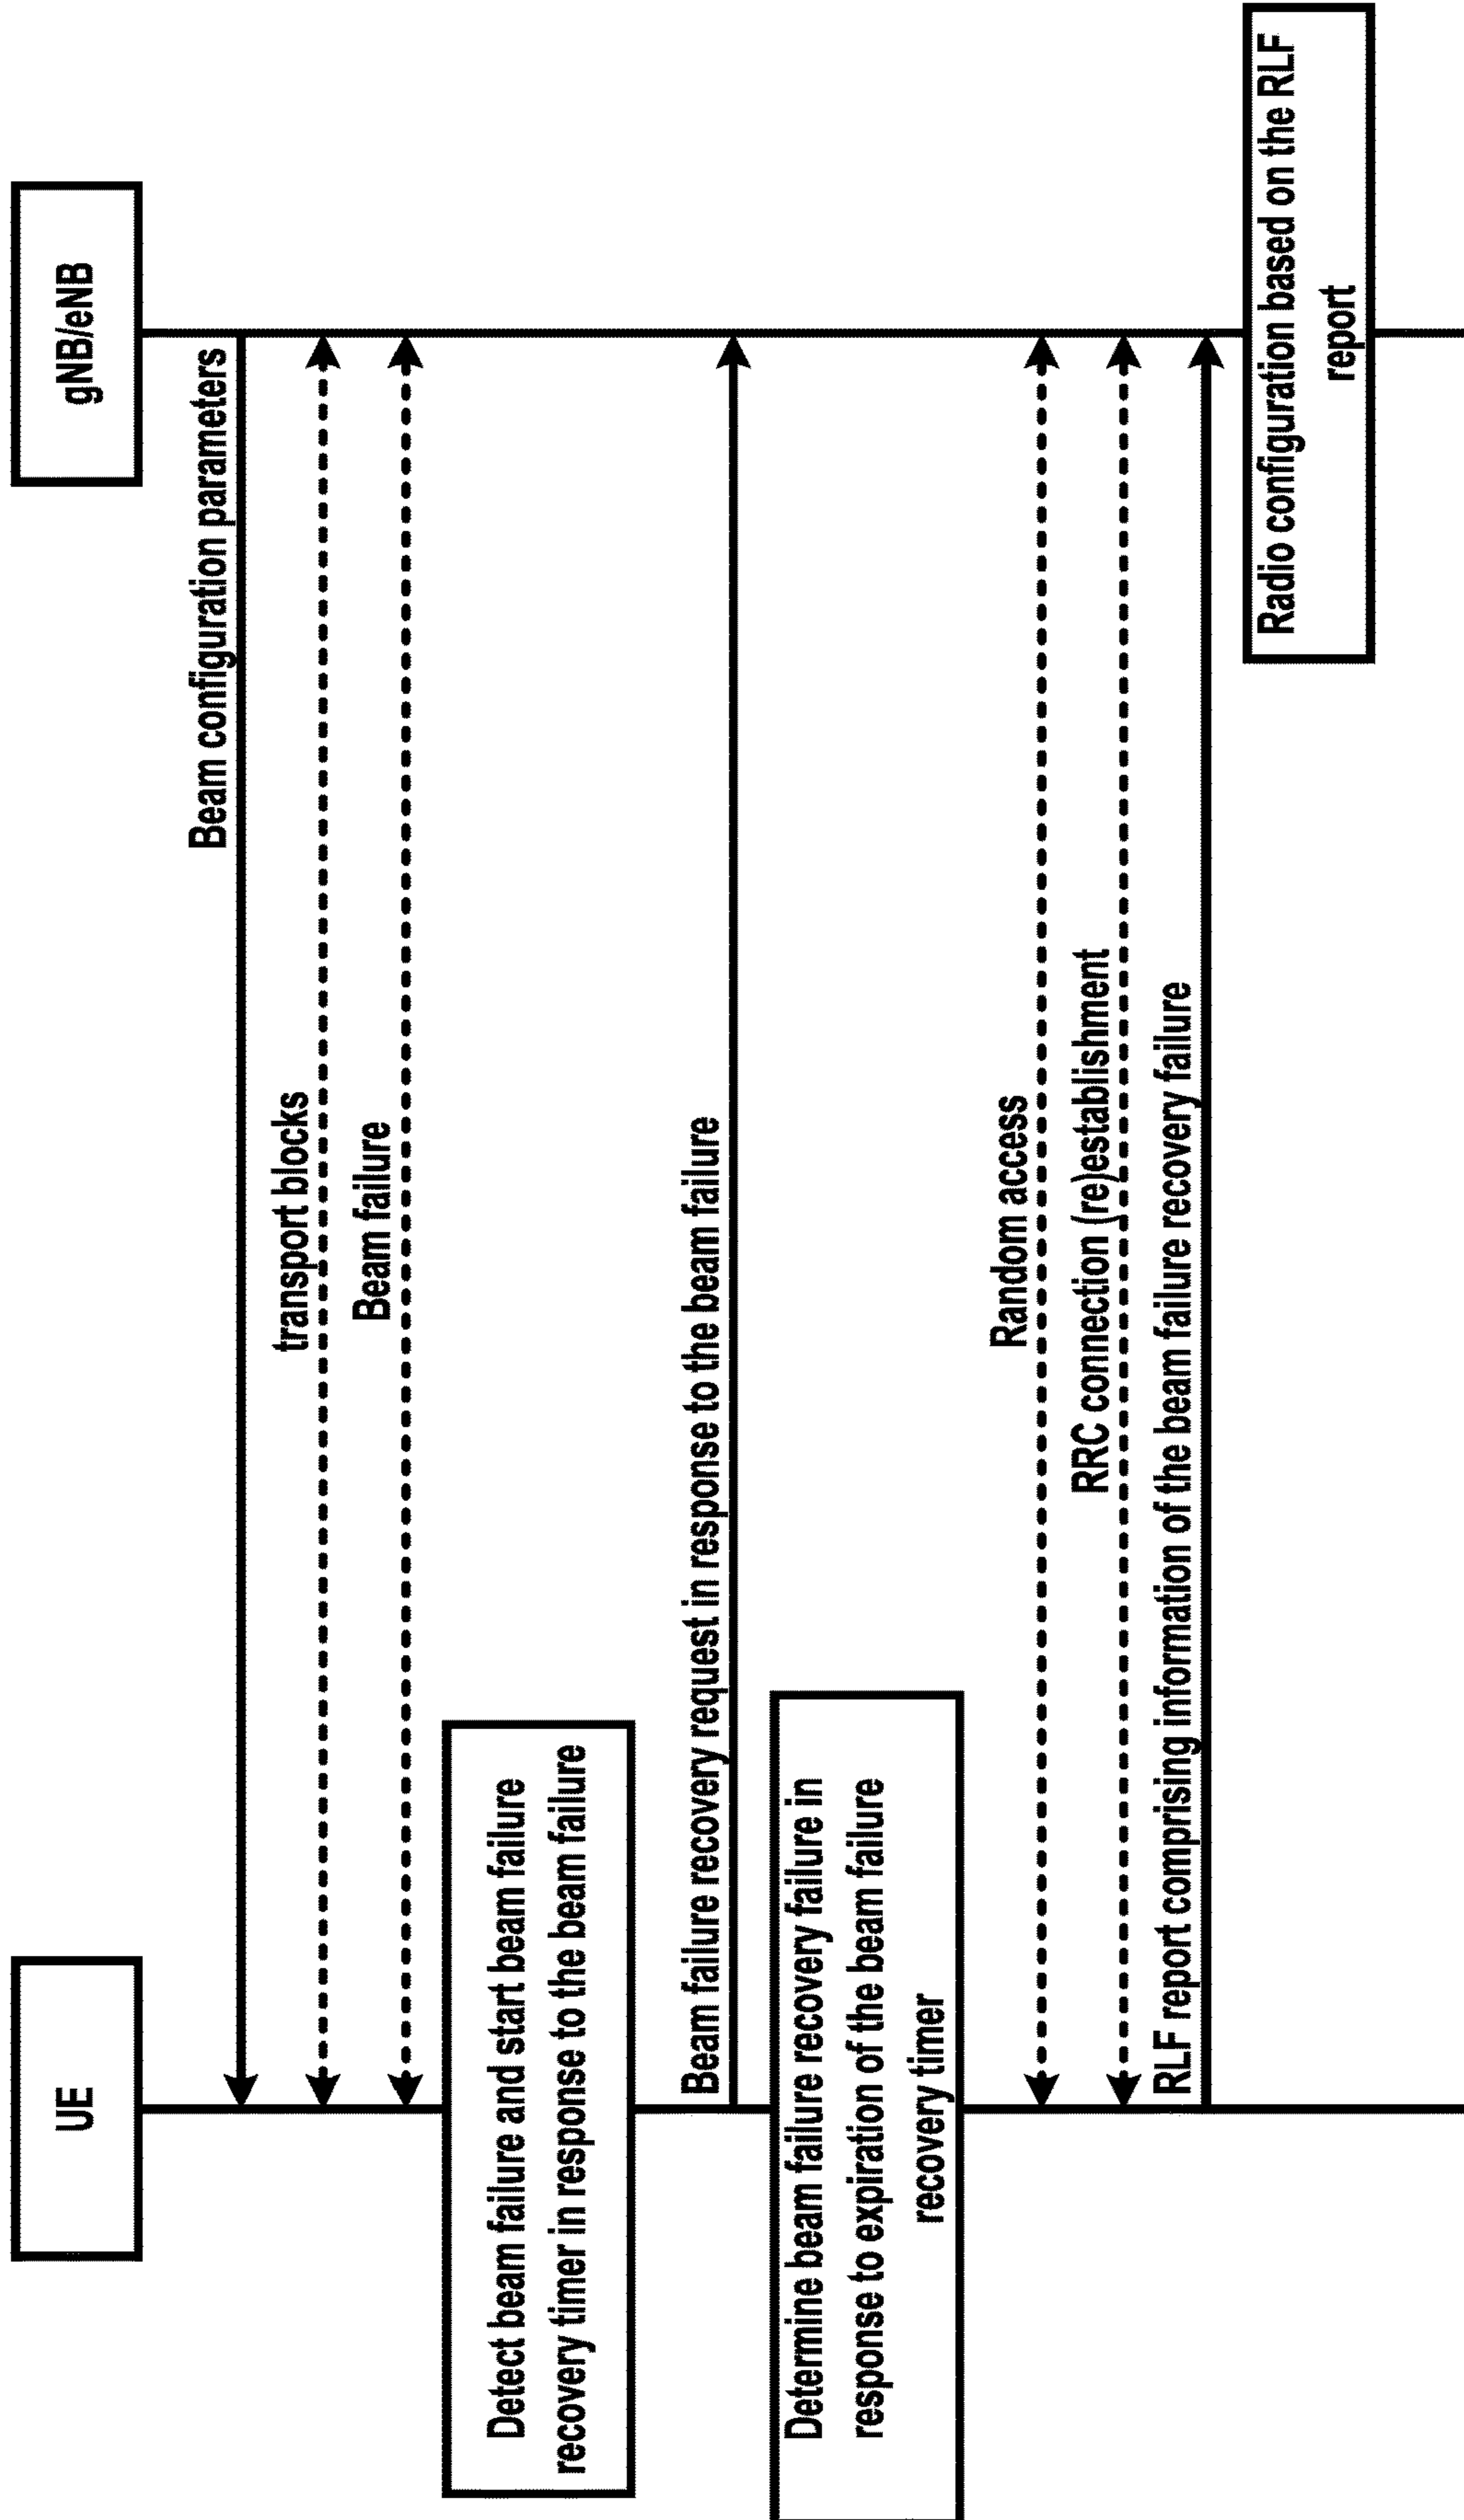 UE
gNB/eNB
Beam configuration parameters
transport blocks
Beam failure
Detect beam failure and start beam failure
recovery timer in response to the beam failure
Beam failure recovery request in response to the beam failure
Determine beam failure recovery failure in
response to expiration of the beam failure
recovery timer
Random access
RRC connection (re)establishment
RLF report comprising information of the beam failure recovery failure
Radio configuration based on the RLF
report